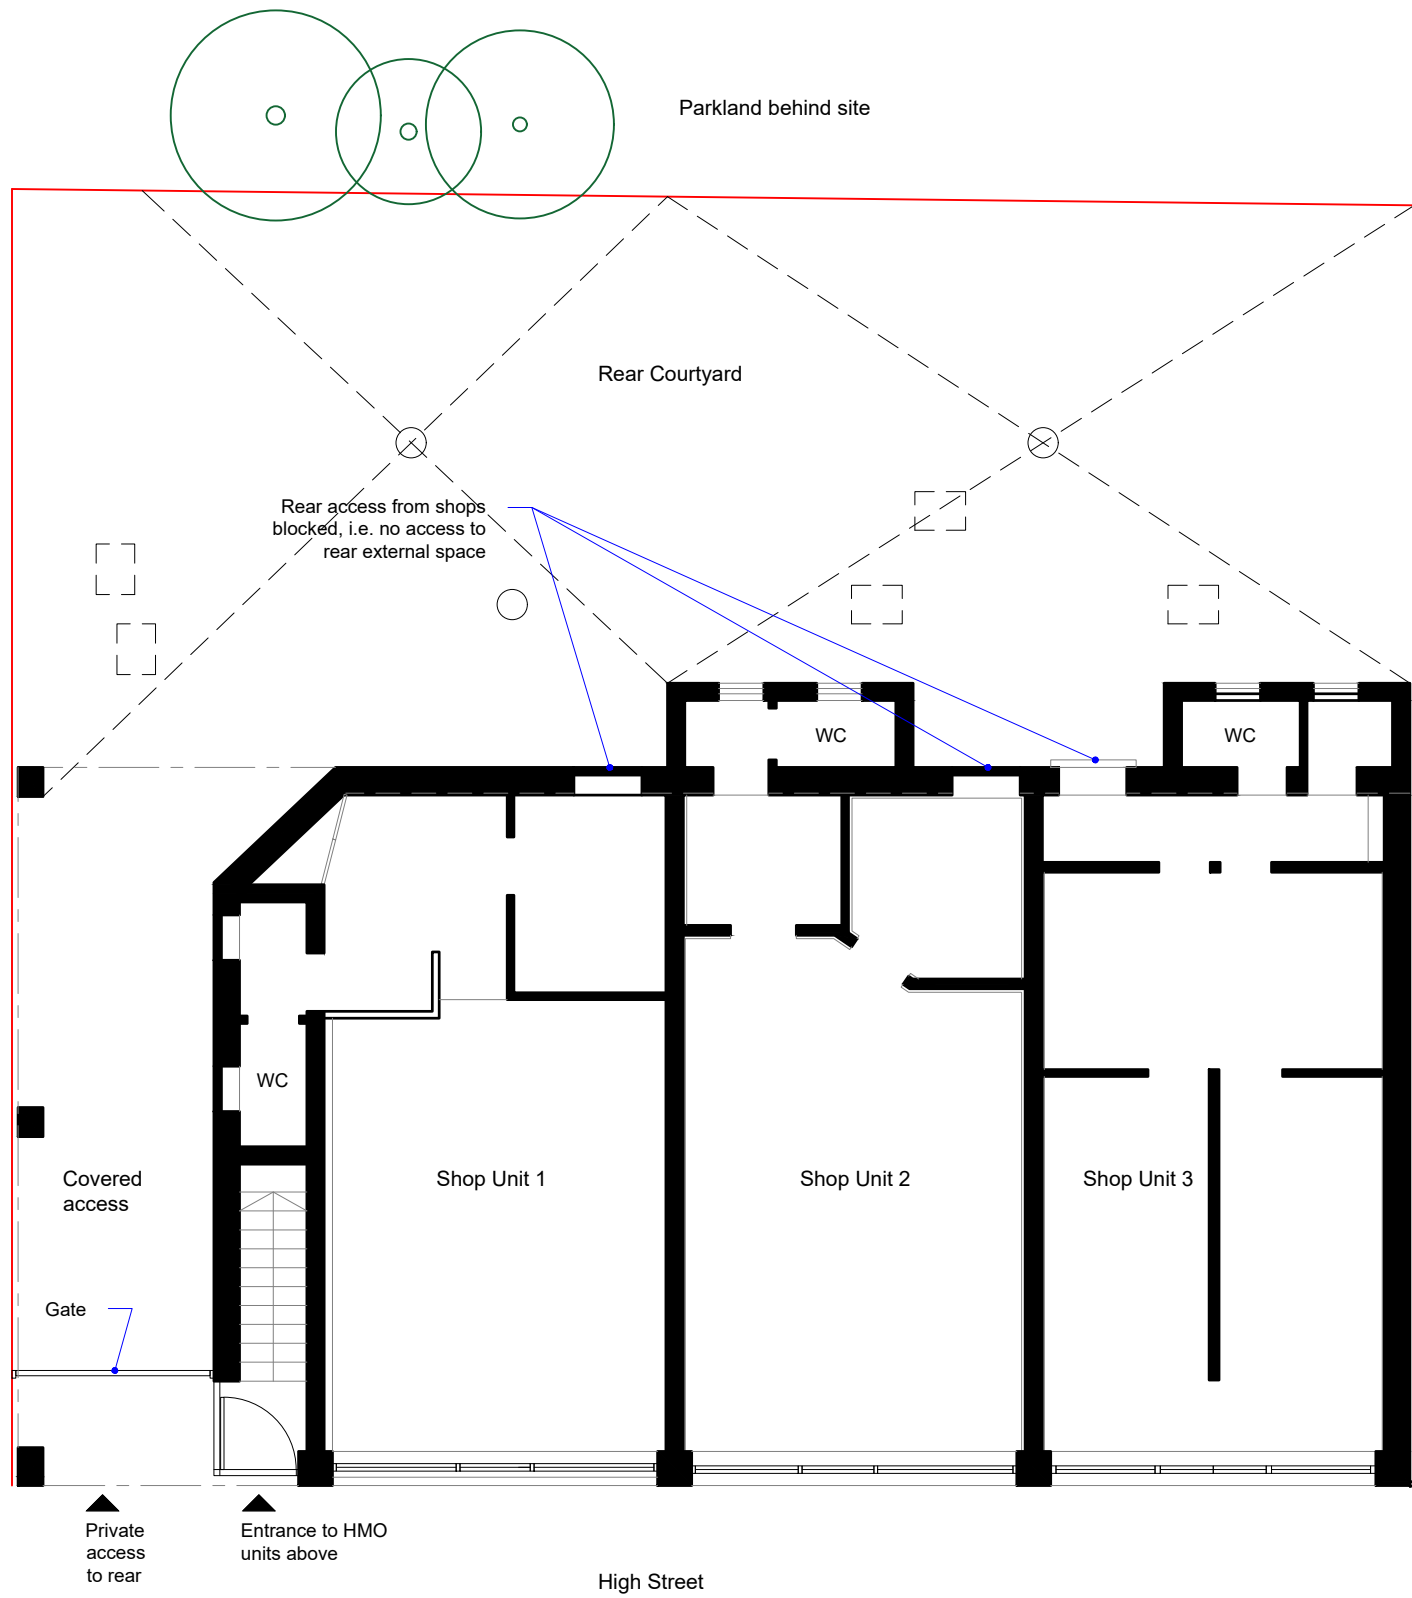 Parkland behind site
Rear Courtyard
Rear access from shops
blocked, i.e. no access to
rear external space
WC
WC
WC
Covered
access
Shop Unit 1
Shop Unit 2
Shop Unit 3
Gate
Private
access
to rear
Entrance to HMO
units above
High Street